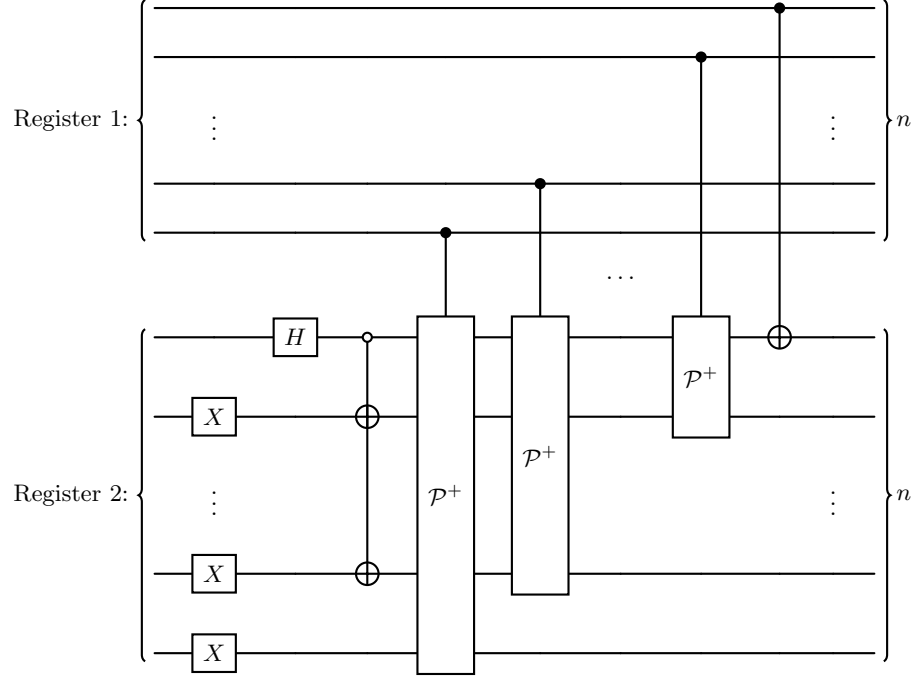 Register 1:
⋮
⋮
n
· · ·
H
X
𝒫⁺
𝒫⁺
𝒫⁺
Register 2:
⋮
⋮
n
X
X